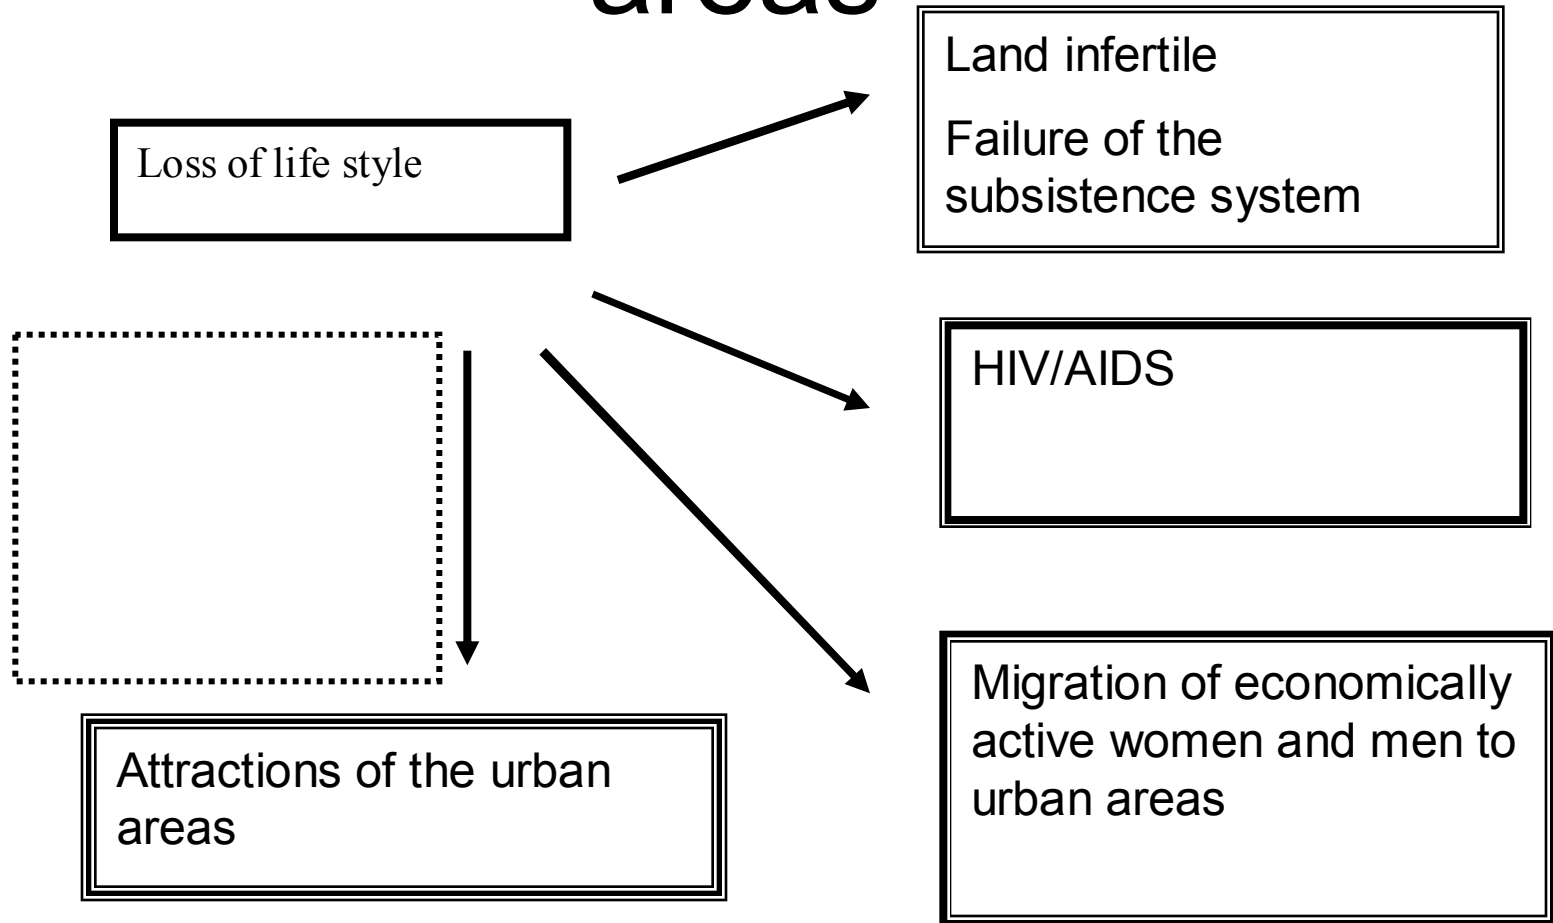 areas
Land infertile
Failure of the
subsistence system
Loss of life style
HIV/AIDS
Migration of economically
active women and men to
urban areas
Attractions of the urban
areas